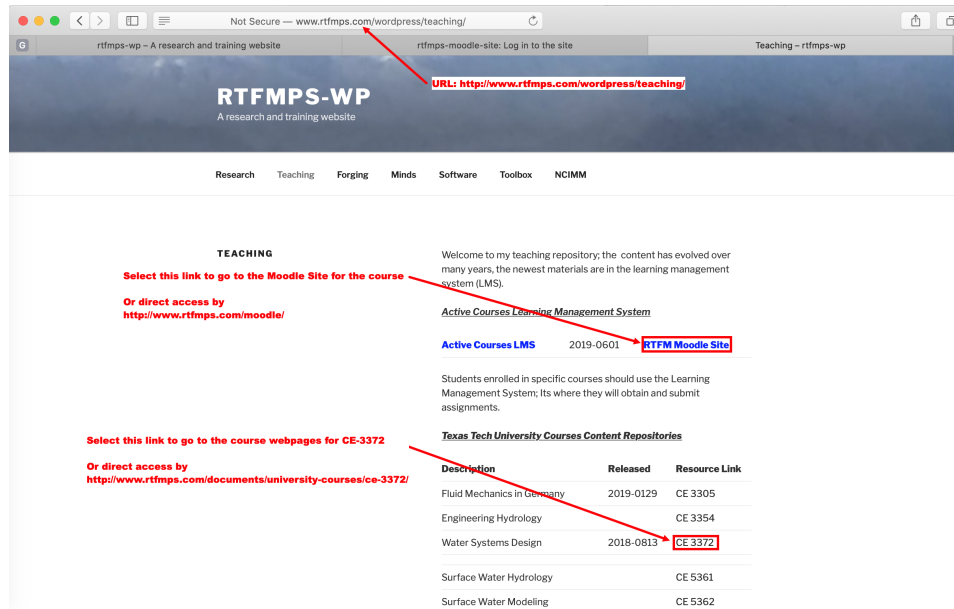 Not Secure — www.rtfmps.com/wordpress/teaching/
G
rtfmps-wp – A research and training website
rtfmps-moodle-site: Log in to the site
Teaching – rtfmps-wp
URL: http://www.rtfmps.com/wordpress/teaching/
RTFMPS-WP
A research and training website
Research Teaching Forging Minds Software Toolbox NCIMM
TEACHING
Select this link to go to the Moodle Site for the course
Or direct access by
http://www.rtfmps.com/moodle/
Welcome to my teaching repository; the content has evolved over
many years, the newest materials are in the learning management
system (LMS).
Active Courses Learning Management System
Active Courses LMS 2019-0601 RTFM Moodle Site
Students enrolled in specific courses should use the Learning
Management System; Its where they will obtain and submit
assignments.
Select this link to go to the course webpages for CE-3372
Or direct access by
http://www.rtfmps.com/documents/university-courses/ce-3372/
Texas Tech University Courses Content Repositories
Description Released Resource Link
Fluid Mechanics in Germany 2019-0129 CE 3305
Engineering Hydrology CE 3354
Water Systems Design 2018-0813 CE 3372
Surface Water Hydrology CE 5361
Surface Water Modeling CE 5362